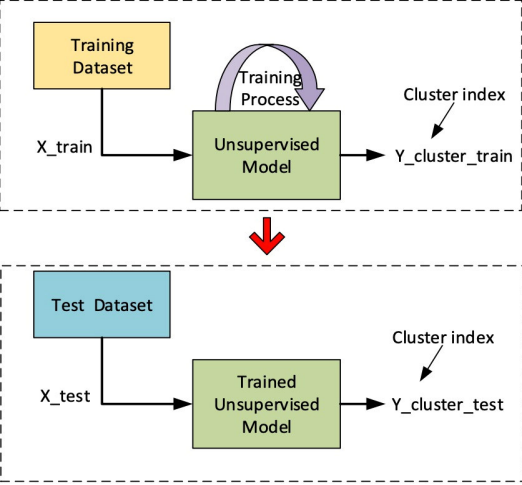 Training
Dataset
Training
Process
Cluster index
X_train
Unsupervised
Model
Y_cluster_train
Test Dataset
Cluster index
X_test
Trained
Unsupervised
Model
Y_cluster_test